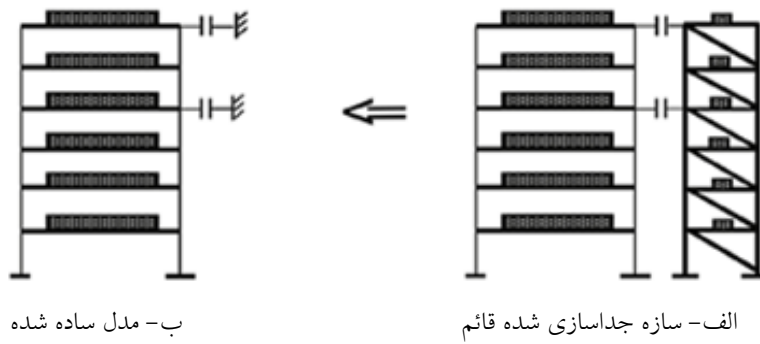 الف- سازه جداسازی شده قائم
ب- مدل ساده شده